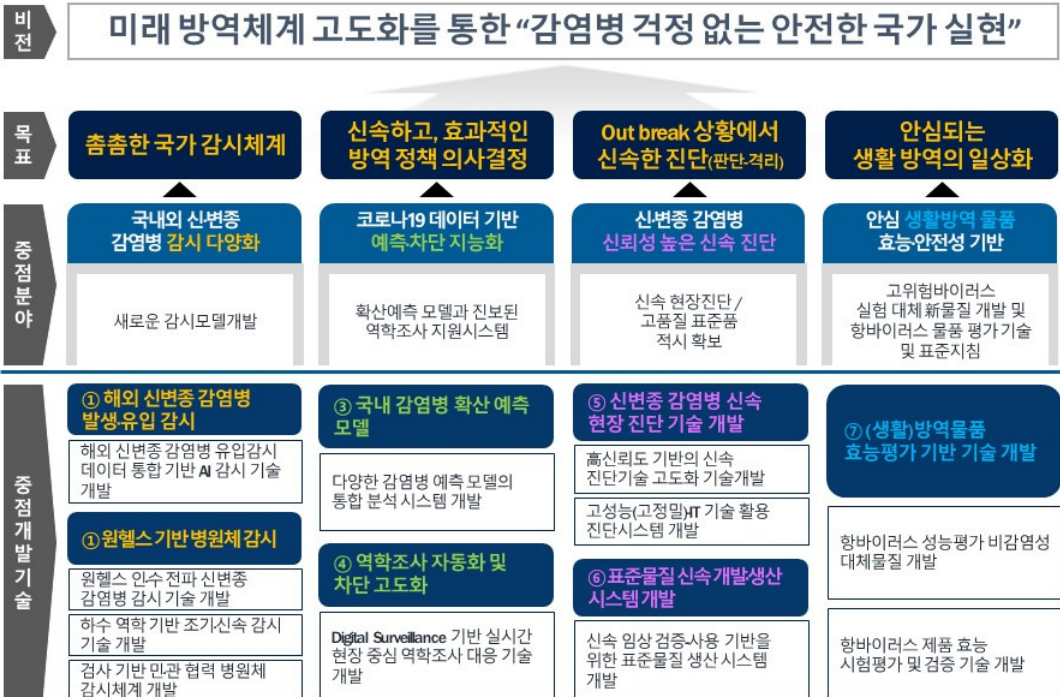 비전
미래 방역체계 고도화를 통한 “감염병 걱정 없는 안전한 국가 실현”
목표
촘촘한 국가 감시체계
신속하고, 효과적인
방역 정책 의사결정
Out break 상황에서
신속한 진단(판단·격리)
안심되는
생활 방역의 일상화
중점분야
국내외 신·변종
감염병 감시 다양화
새로운 감시모델개발
코로나19 데이터 기반
예측·차단 지능화
확산예측 모델과 진보된
역학조사 지원시스템
신·변종 감염병
신뢰성 높은 신속 진단
신속 현장진단 /
고품질 표준품
적시 확보
안심 생활방역 물품
효능·안전성 기반
고위험바이러스
실험 대체 新물질 개발 및
항바이러스 물품 평가 기술
및 표준지침
중점개발기술
① 해외 신변종 감염병
발생·유입 감시
해외 신변종 감염병 유입감시
데이터 통합 기반 AI 감시 기술
개발
① 원헬스 기반 병원체 감시
원헬스 인·수 전파 신변종
감염병 감시 기술 개발
하수 역학 기반 조기·신속 감시
기술 개발
검사 기반 민·관 협력 병원체
감시체계 개발
③ 국내 감염병 확산 예측
모델
다양한 감염병 예측 모델의
통합 분석 시스템 개발
④ 역학조사 자동화 및
차단 고도화
Digital Surveillance 기반 실시간
현장 중심 역학조사 대응 기술
개발
⑤ 신변종 감염병 신속
현장 진단 기술 개발
高신뢰도 기반의 신속
진단기술 고도화 기술개발
고성능(고정밀)-IT 기술 활용
진단시스템 개발
⑥ 표준물질 신속 개발·생산
시스템 개발
신속 임상 검증·사용 기반을
위한 표준물질 생산 시스템
개발
⑦ (생활)방역물품
효능평가 기반 기술 개발
항바이러스 성능평가 비감염성
대체물질 개발
항바이러스 제품 효능
시험평가 및 검증 기술 개발